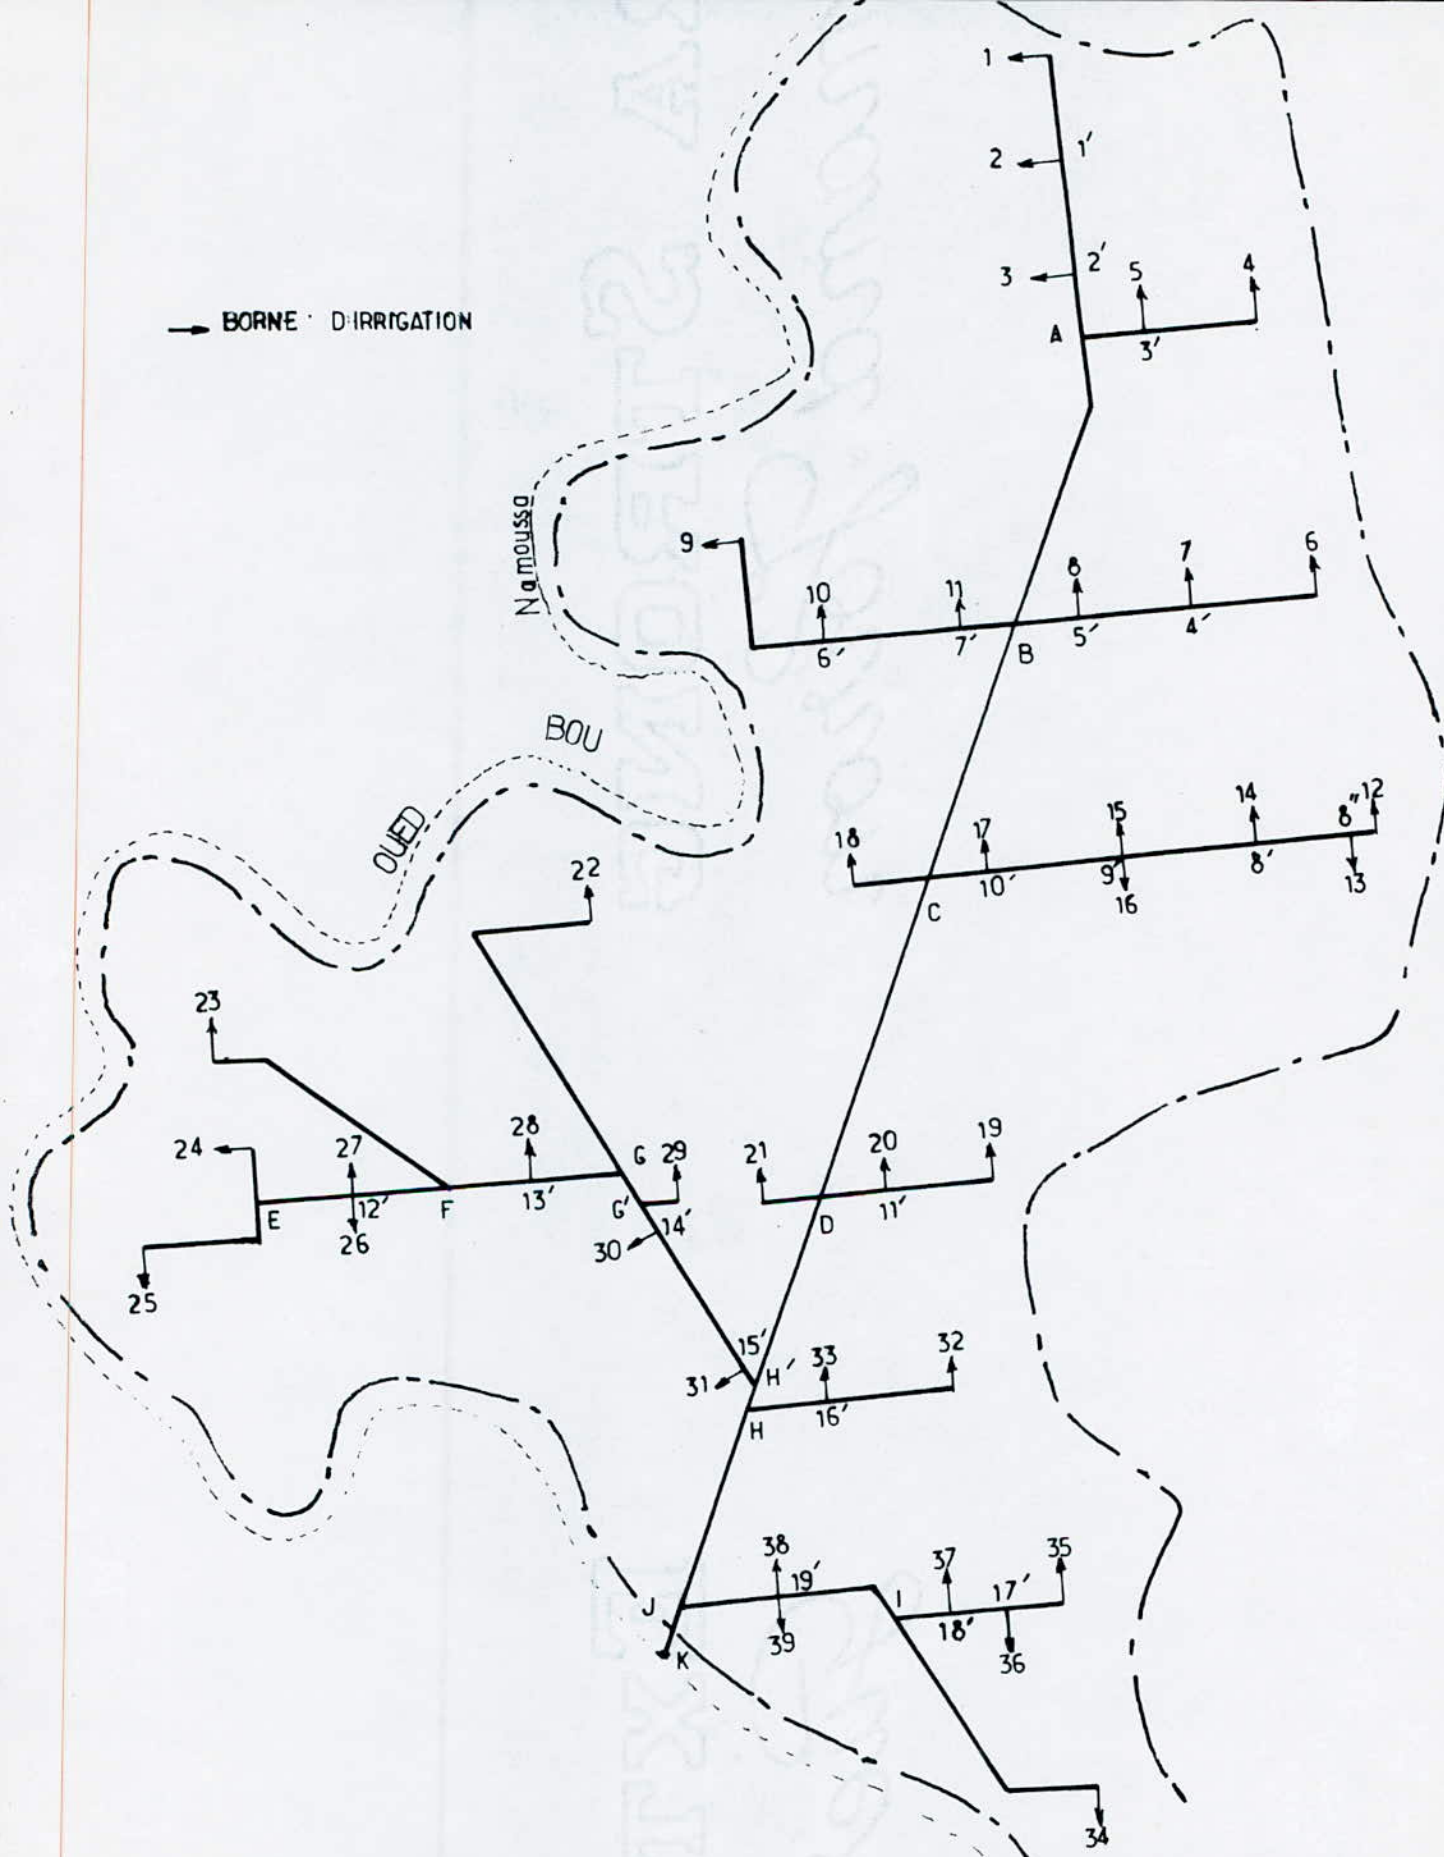 1
2 1′
3 2′ 5 4
A 3′
BORNE D'IRRIGATION
Namoussa
9 10 11 8 7 6
6′ 7′ B 5′ 4′
BOU
OUED
18 17 15 14 8″ 12
10′ 9′ 8′ 13
C 16
22
23
24 27 28 G 29 21 20 19
E 12′ F 13′ G′ 14′ D 11′
26 30
25
15′ 33 32
31 H′
H 16′
38 37 35
J 19′ I 17′
39 18′ 36
K
34